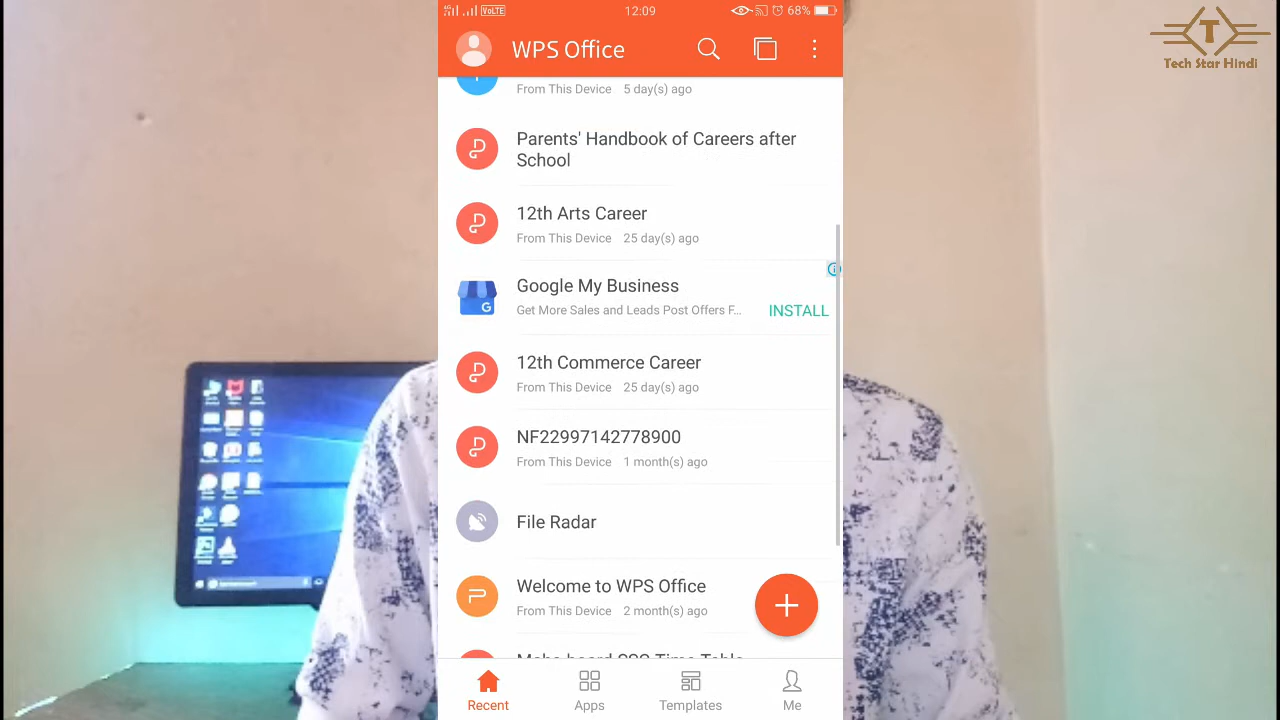 VoLTE
12:09
68%
WPS Office
T
Tech Star Hindi
From This Device 5 day(s) ago
Parents' Handbook of Careers after
School
12th Arts Career
From This Device 25 day(s) ago
Google My Business
Get More Sales and Leads Post Offers F...
INSTALL
12th Commerce Career
From This Device 25 day(s) ago
NF22997142778900
From This Device 1 month(s) ago
File Radar
Welcome to WPS Office
From This Device 2 month(s) ago
Recent
Apps
Templates
Me